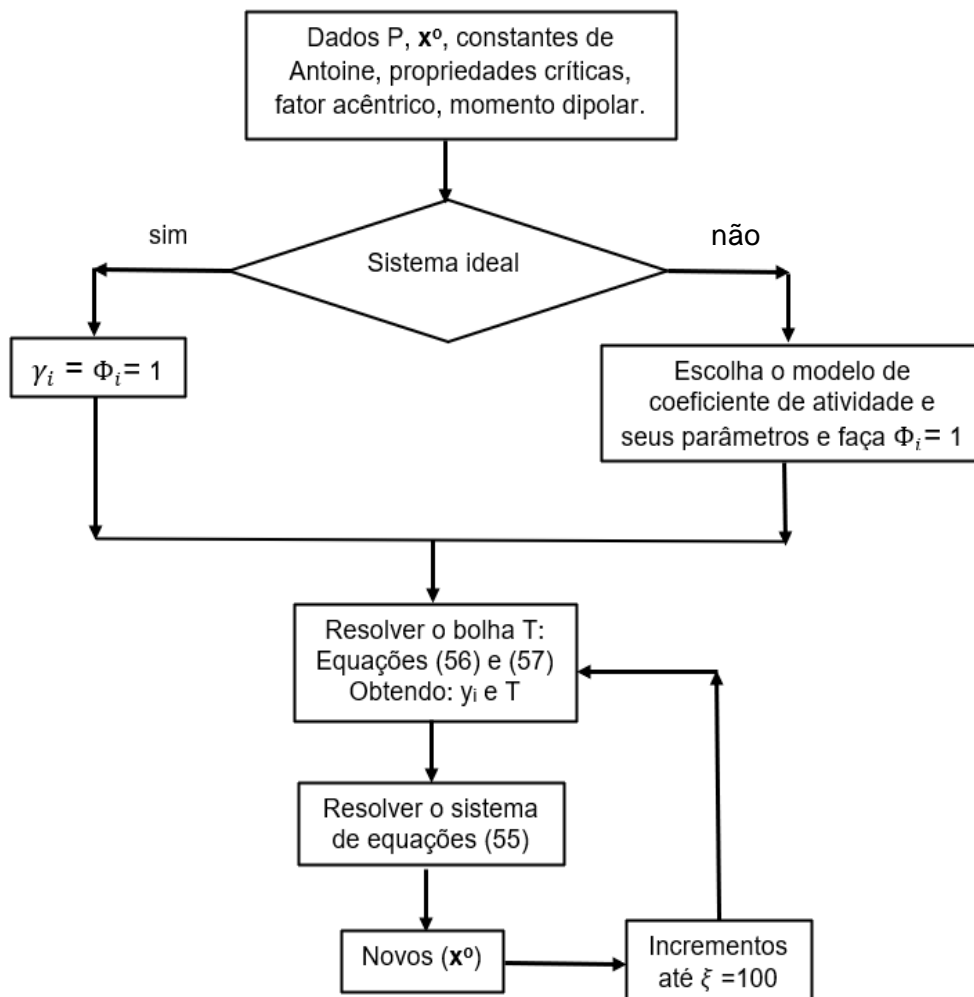 Dados P, xº, constantes de
Antoine, propriedades críticas,
fator acêntrico, momento dipolar.
sim
não
Sistema ideal
γᵢ = Φᵢ= 1
Escolha o modelo de
coeficiente de atividade e
seus parâmetros e faça Φᵢ= 1
Resolver o bolha T:
Equações (56) e (57)
Obtendo: yᵢ e T
Resolver o sistema
de equações (55)
Novos (xº)
Incrementos
até ξ =100